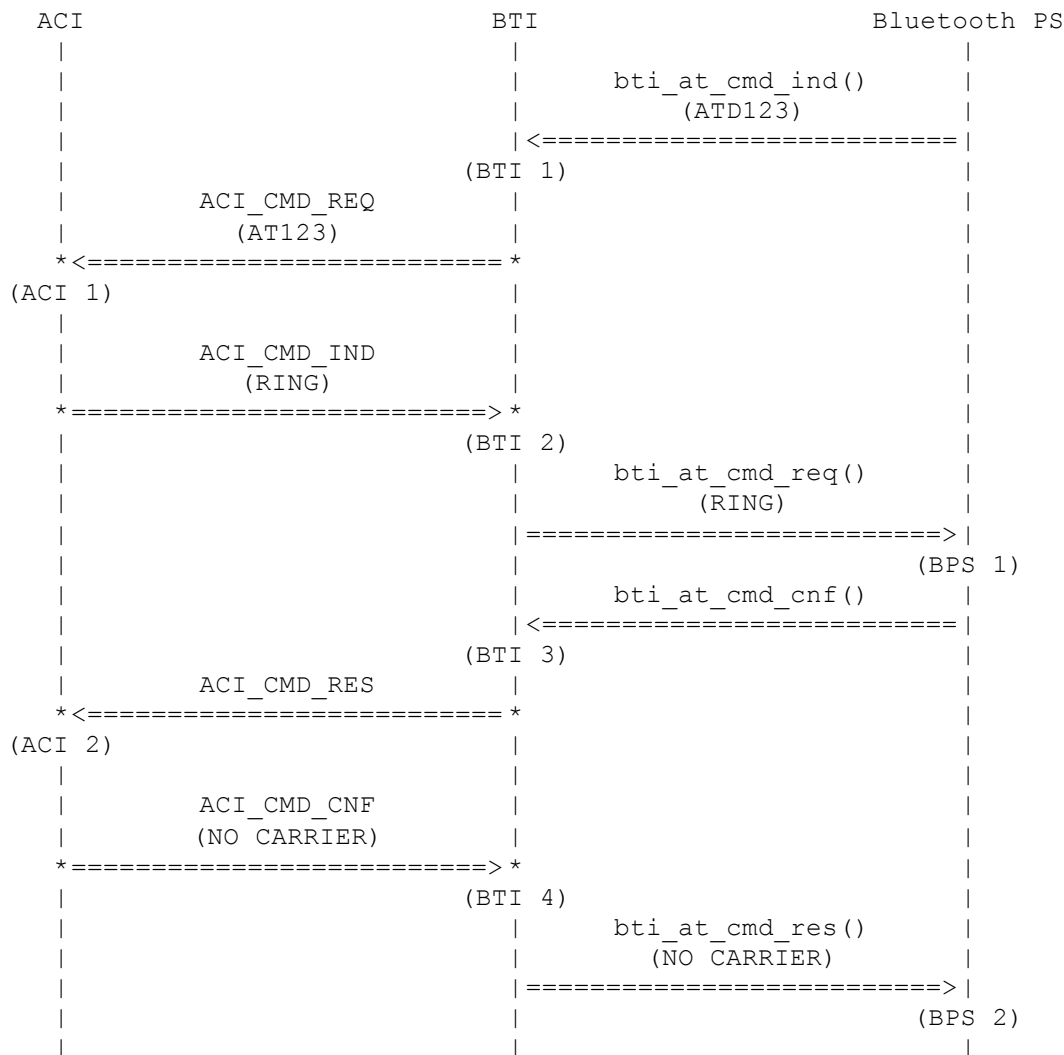 ACI BTI Bluetooth PS
bti_at_cmd_ind()
(ATD123)
(BTI 1)
ACI_CMD_REQ
(AT123)
(ACI 1)
ACI_CMD_IND
(RING)
(BTI 2)
bti_at_cmd_req()
(RING)
(BPS 1)
bti_at_cmd_cnf()
(BTI 3)
ACI_CMD_RES
(ACI 2)
ACI_CMD_CNF
(NO CARRIER)
(BTI 4)
bti_at_cmd_res()
(NO CARRIER)
(BPS 2)